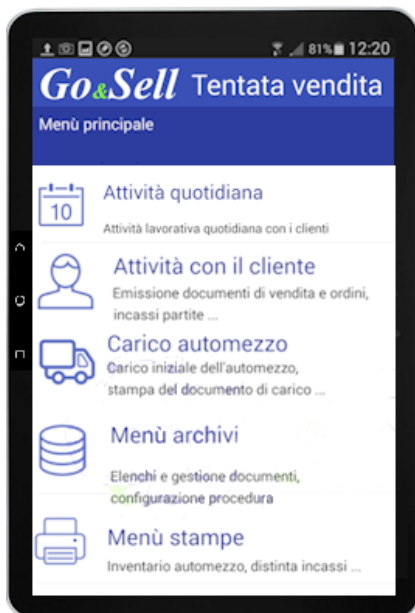 81% 12:20
Go&Sell Tentata vendita
Menù principale
10
Attività quotidiana
Attività lavorativa quotidiana con i clienti
Attività con il cliente
Emissione documenti di vendita e ordini,
incassi partite ...
Carico automezzo
Carico iniziale dell'automezzo,
stampa del documento di carico ...
Menù archivi
Elenchi e gestione documenti,
configurazione procedura
Menù stampe
Inventario automezzo, distinta incassi ...